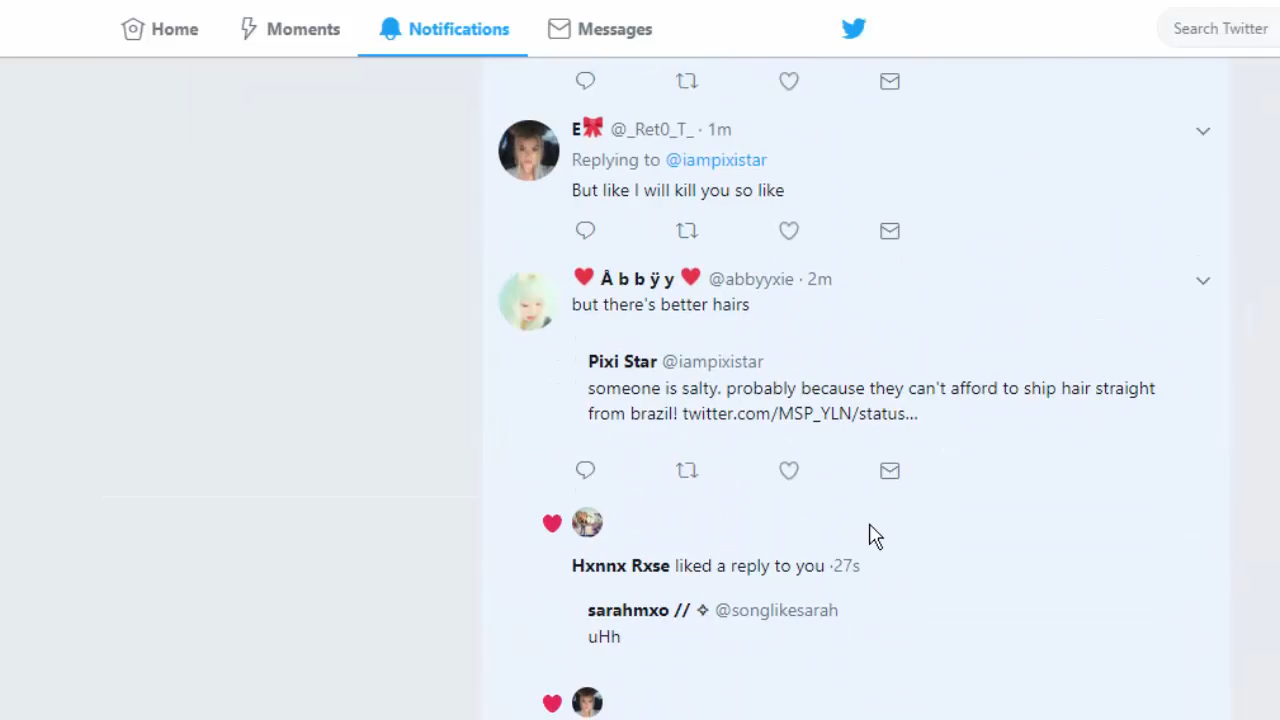 Home Moments Notifications Messages Search Twitter
E🎀 @_Ret0_T_ · 1m
Replying to @iampixistar
But like I will kill you so like
❤ Å b b ÿ y ❤ @abbyyxie · 2m
but there's better hairs
Pixi Star @iampixistar
someone is salty. probably because they can't afford to ship hair straight
from brazil! twitter.com/MSP_YLN/status...
Hxnnx Rxse liked a reply to you ·27s
sarahmxo // ✧ @songlikesarah
uHh